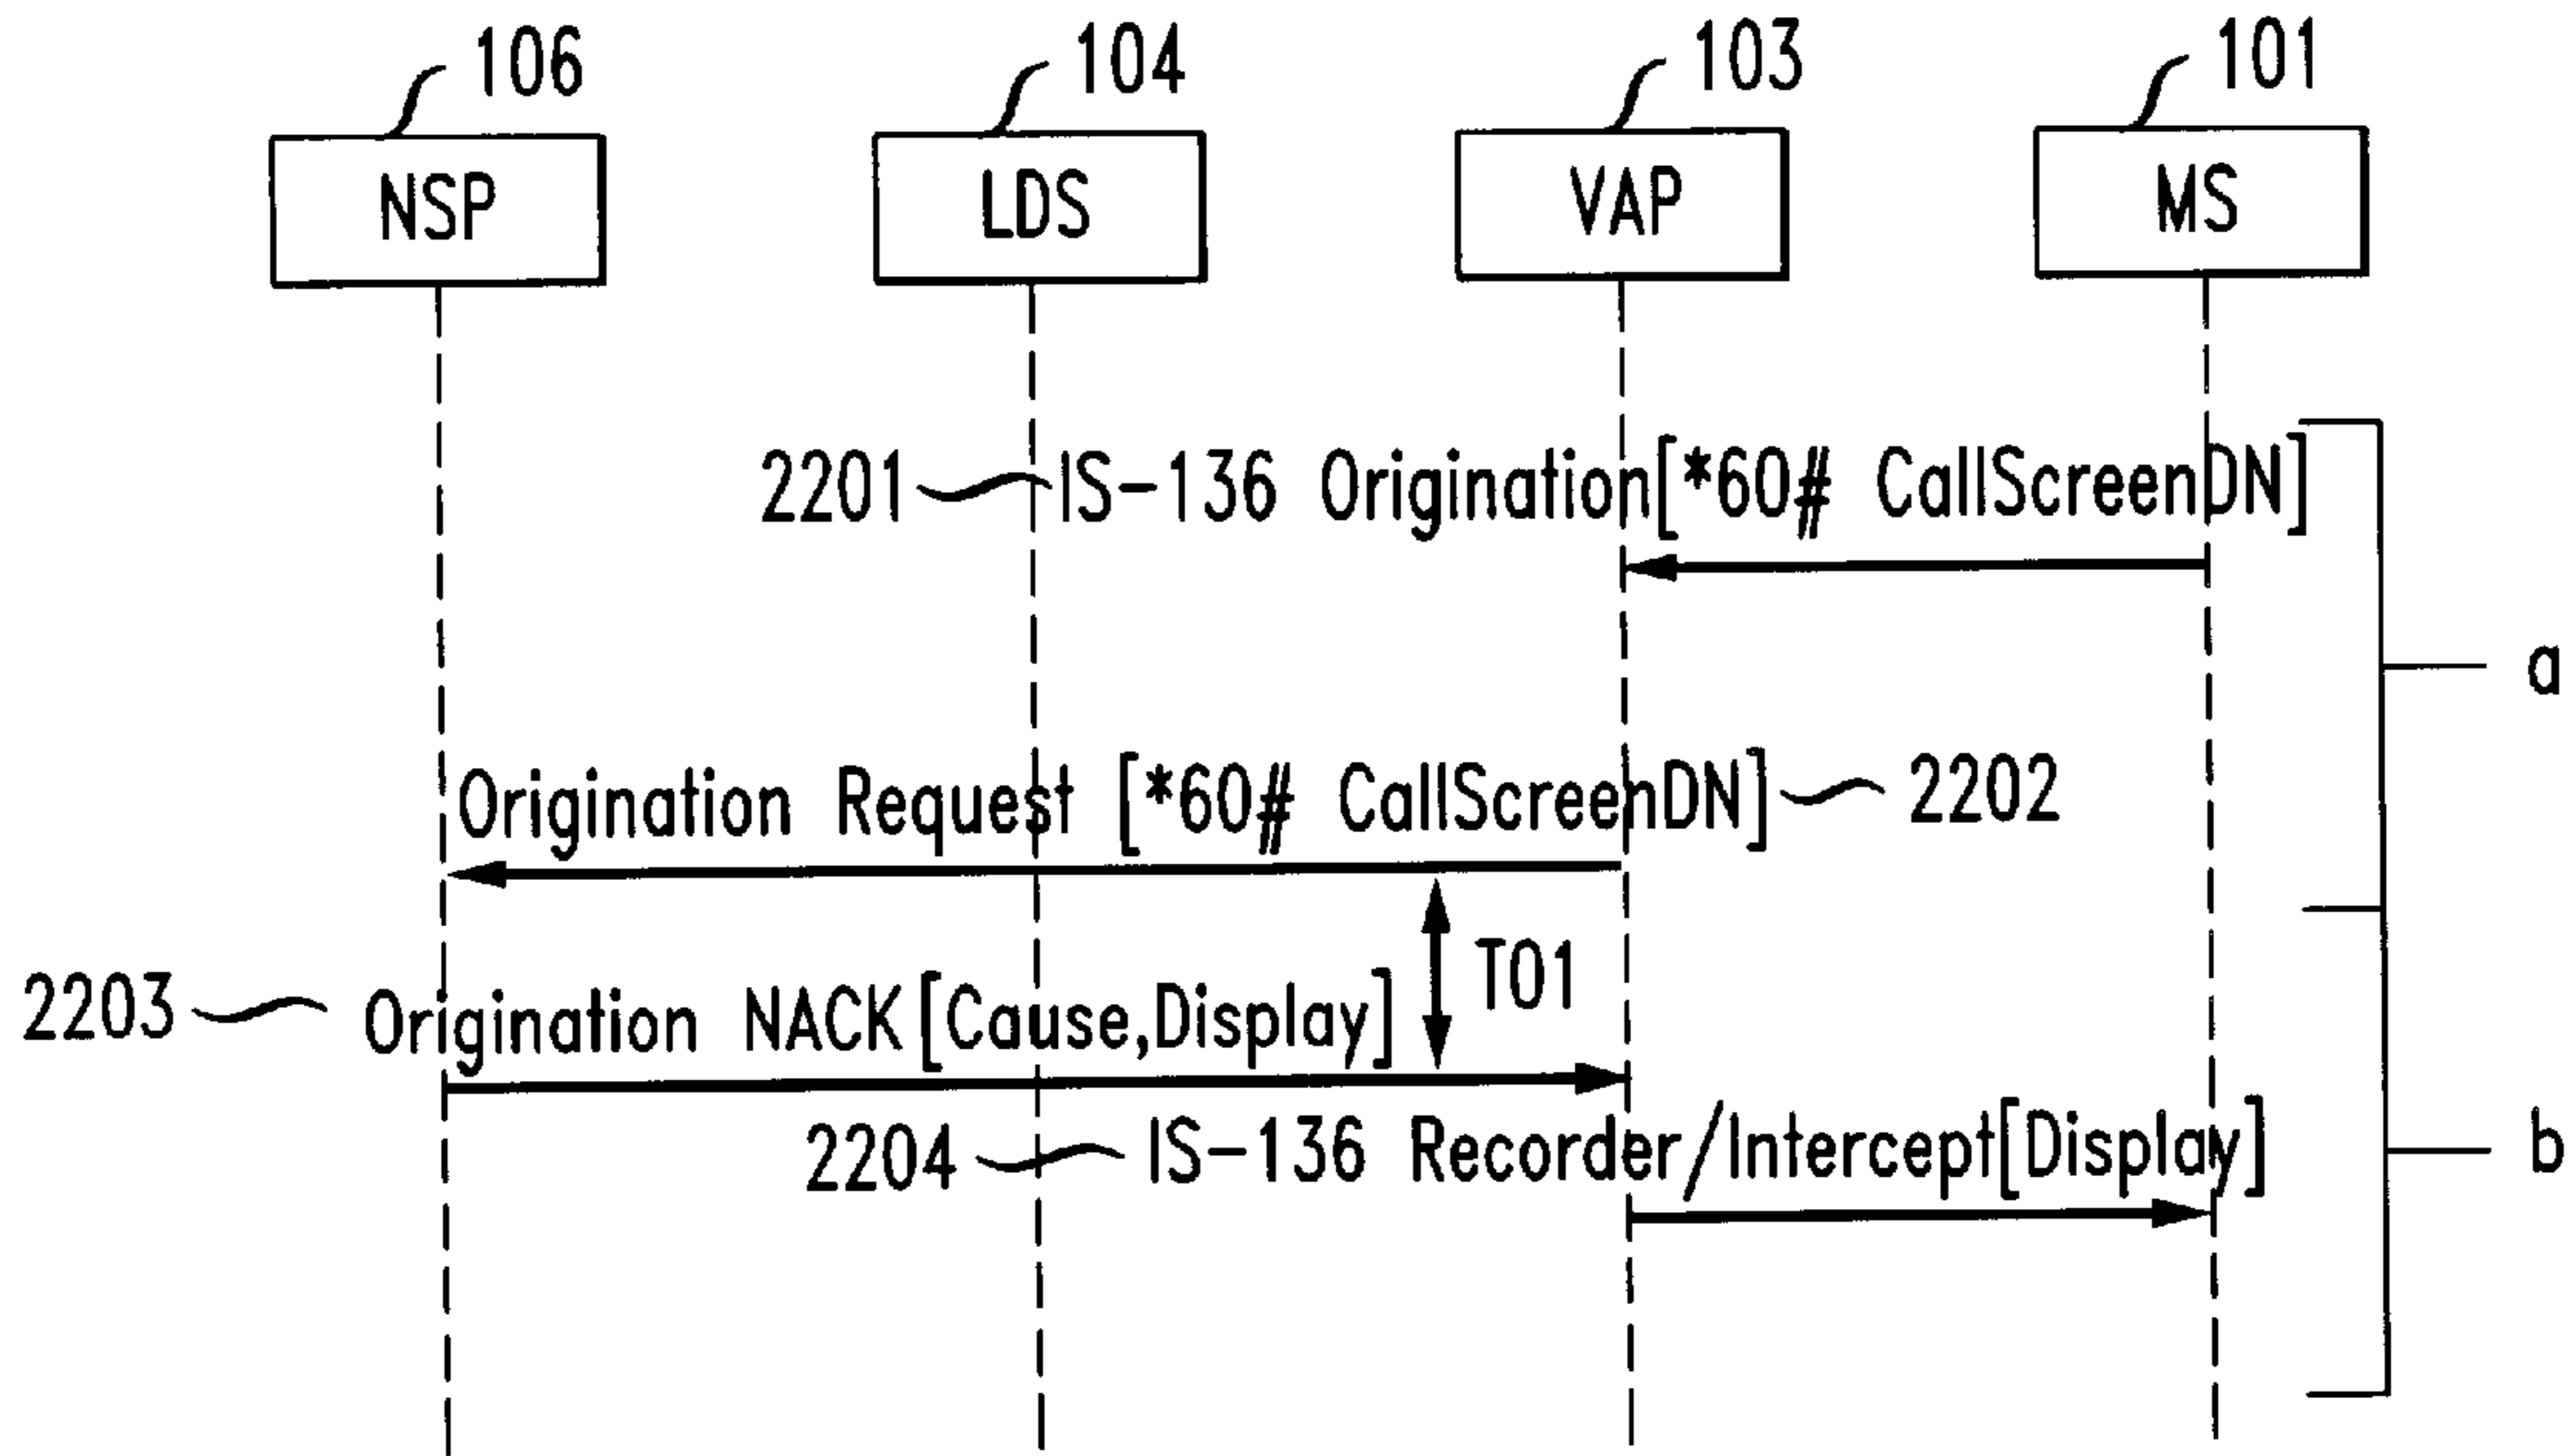 106 104 103 101
NSP LDS VAP MS
2201 IS-136 Origination[*60# CallScreenDN]
a
Origination Request [*60# CallScreenDN] 2202
TO1
2203 Origination NACK[Cause,Display]
2204 IS-136 Recorder/Intercept[Display]
b